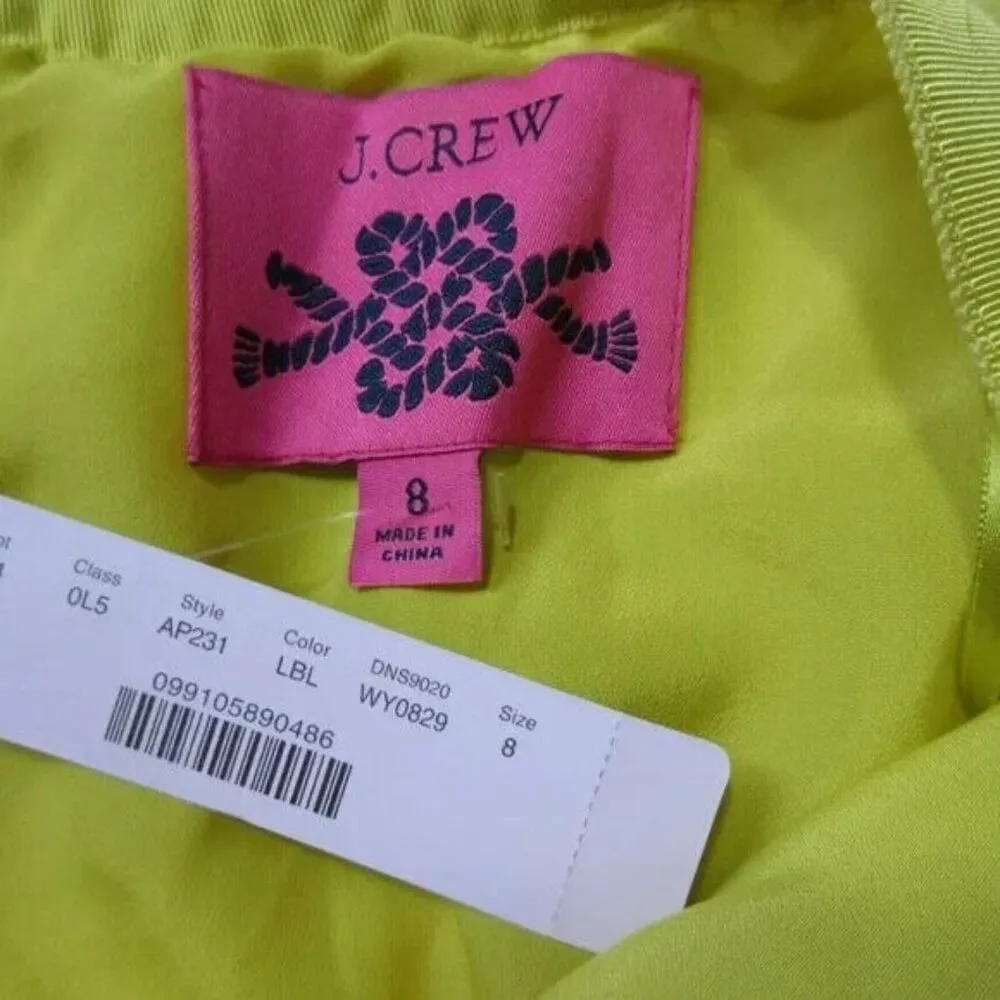 J.CREW
8
MADE IN
CHINA
Class
0L5
Style
AP231
Color
LBL
DNS9020
WY0829
Size
8
099105890486